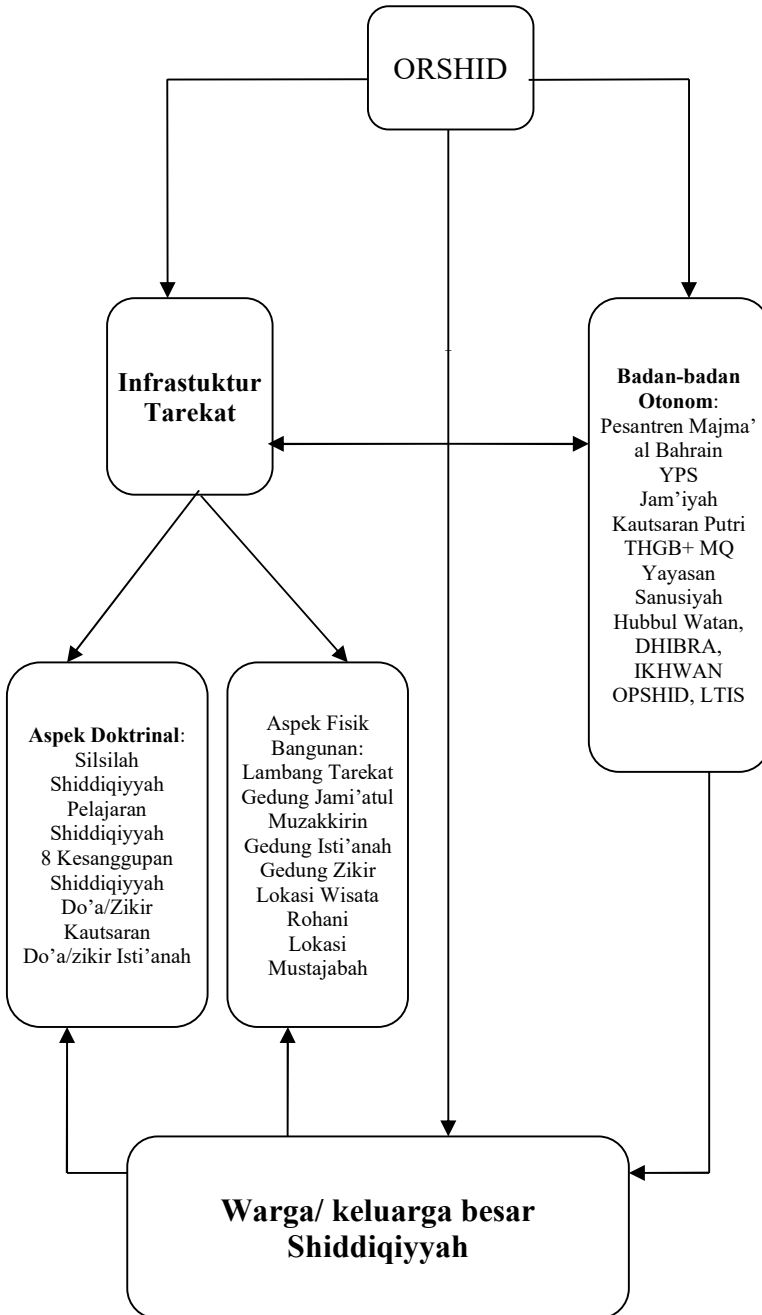 ORSHID
Infrastuktur
Tarekat
Badan-badan
Otonom:
Pesantren Majma’
al Bahrain
YPS
Jam’iyah
Kautsaran Putri
THGB+ MQ
Yayasan
Sanusiyah
Hubbul Watan,
DHIBRA,
IKHWAN
OPSHID, LTIS
Aspek Doktrinal:
Silsilah
Shiddiqiyyah
Pelajaran
Shiddiqiyyah
8 Kesanggupan
Shiddiqiyyah
Do’a/Zikir
Kautsaran
Do’a/zikir Isti’anah
Aspek Fisik
Bangunan:
Lambang Tarekat
Gedung Jami’atul
Muzakkirin
Gedung Isti’anah
Gedung Zikir
Lokasi Wisata
Rohani
Lokasi
Mustajabah
Warga/ keluarga besar
Shiddiqiyyah